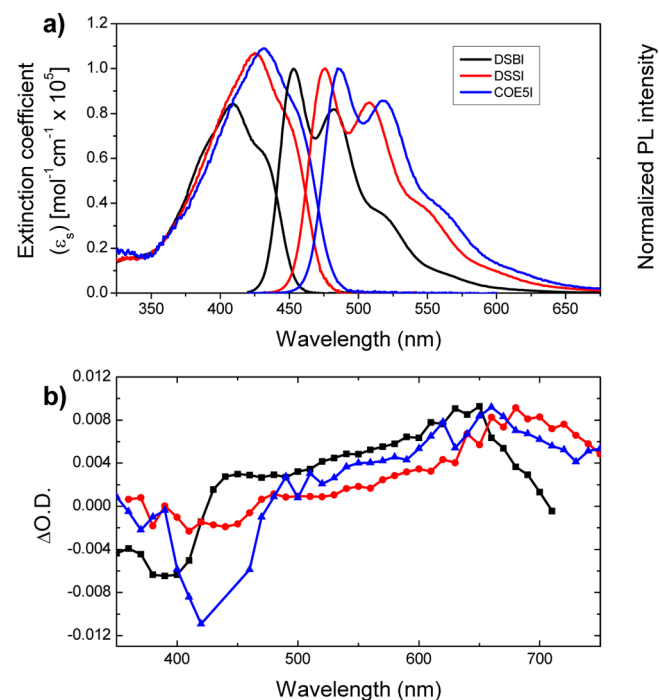 a)
Extinction coefficient
(εs) [mol⁻¹cm⁻¹ x 10⁵]
1.2
1.0
0.8
0.6
0.4
0.2
0.0
DSBI
DSSI
COE5I
Normalized PL intensity
350 400 450 500 550 600 650
Wavelength (nm)
b)
ΔO.D.
0.012
0.008
0.004
0.000
-0.004
-0.008
-0.012
400 500 600 700
Wavelength (nm)